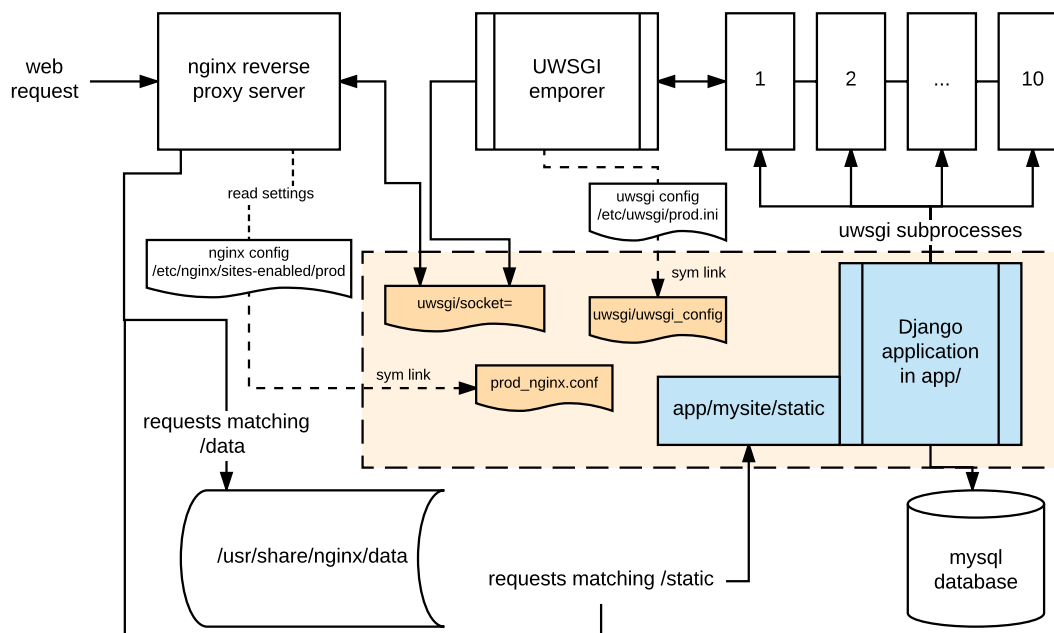 web
request
nginx reverse
proxy server
UWSGI
emporer
1
2
...
10
read settings
uwsgi config
/etc/uwsgi/prod.ini
uwsgi subprocesses
nginx config
/etc/nginx/sites-enabled/prod
sym link
uwsgi/socket=
uwsgi/uwsgi_config
Django
application
in app/
sym link
prod_nginx.conf
app/mysite/static
requests matching
/data
/usr/share/nginx/data
requests matching /static
mysql
database